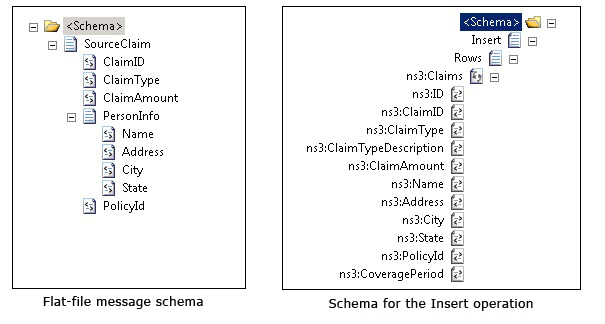 <Schema>
SourceClaim
ClaimID
ClaimType
ClaimAmount
PersonInfo
Name
Address
City
State
PolicyId
Flat-file message schema
<Schema>
Insert
Rows
ns3:Claims
ns3:ID
ns3:ClaimID
ns3:ClaimType
ns3:ClaimTypeDescription
ns3:ClaimAmount
ns3:Name
ns3:Address
ns3:City
ns3:State
ns3:PolicyId
ns3:CoveragePeriod
Schema for the Insert operation